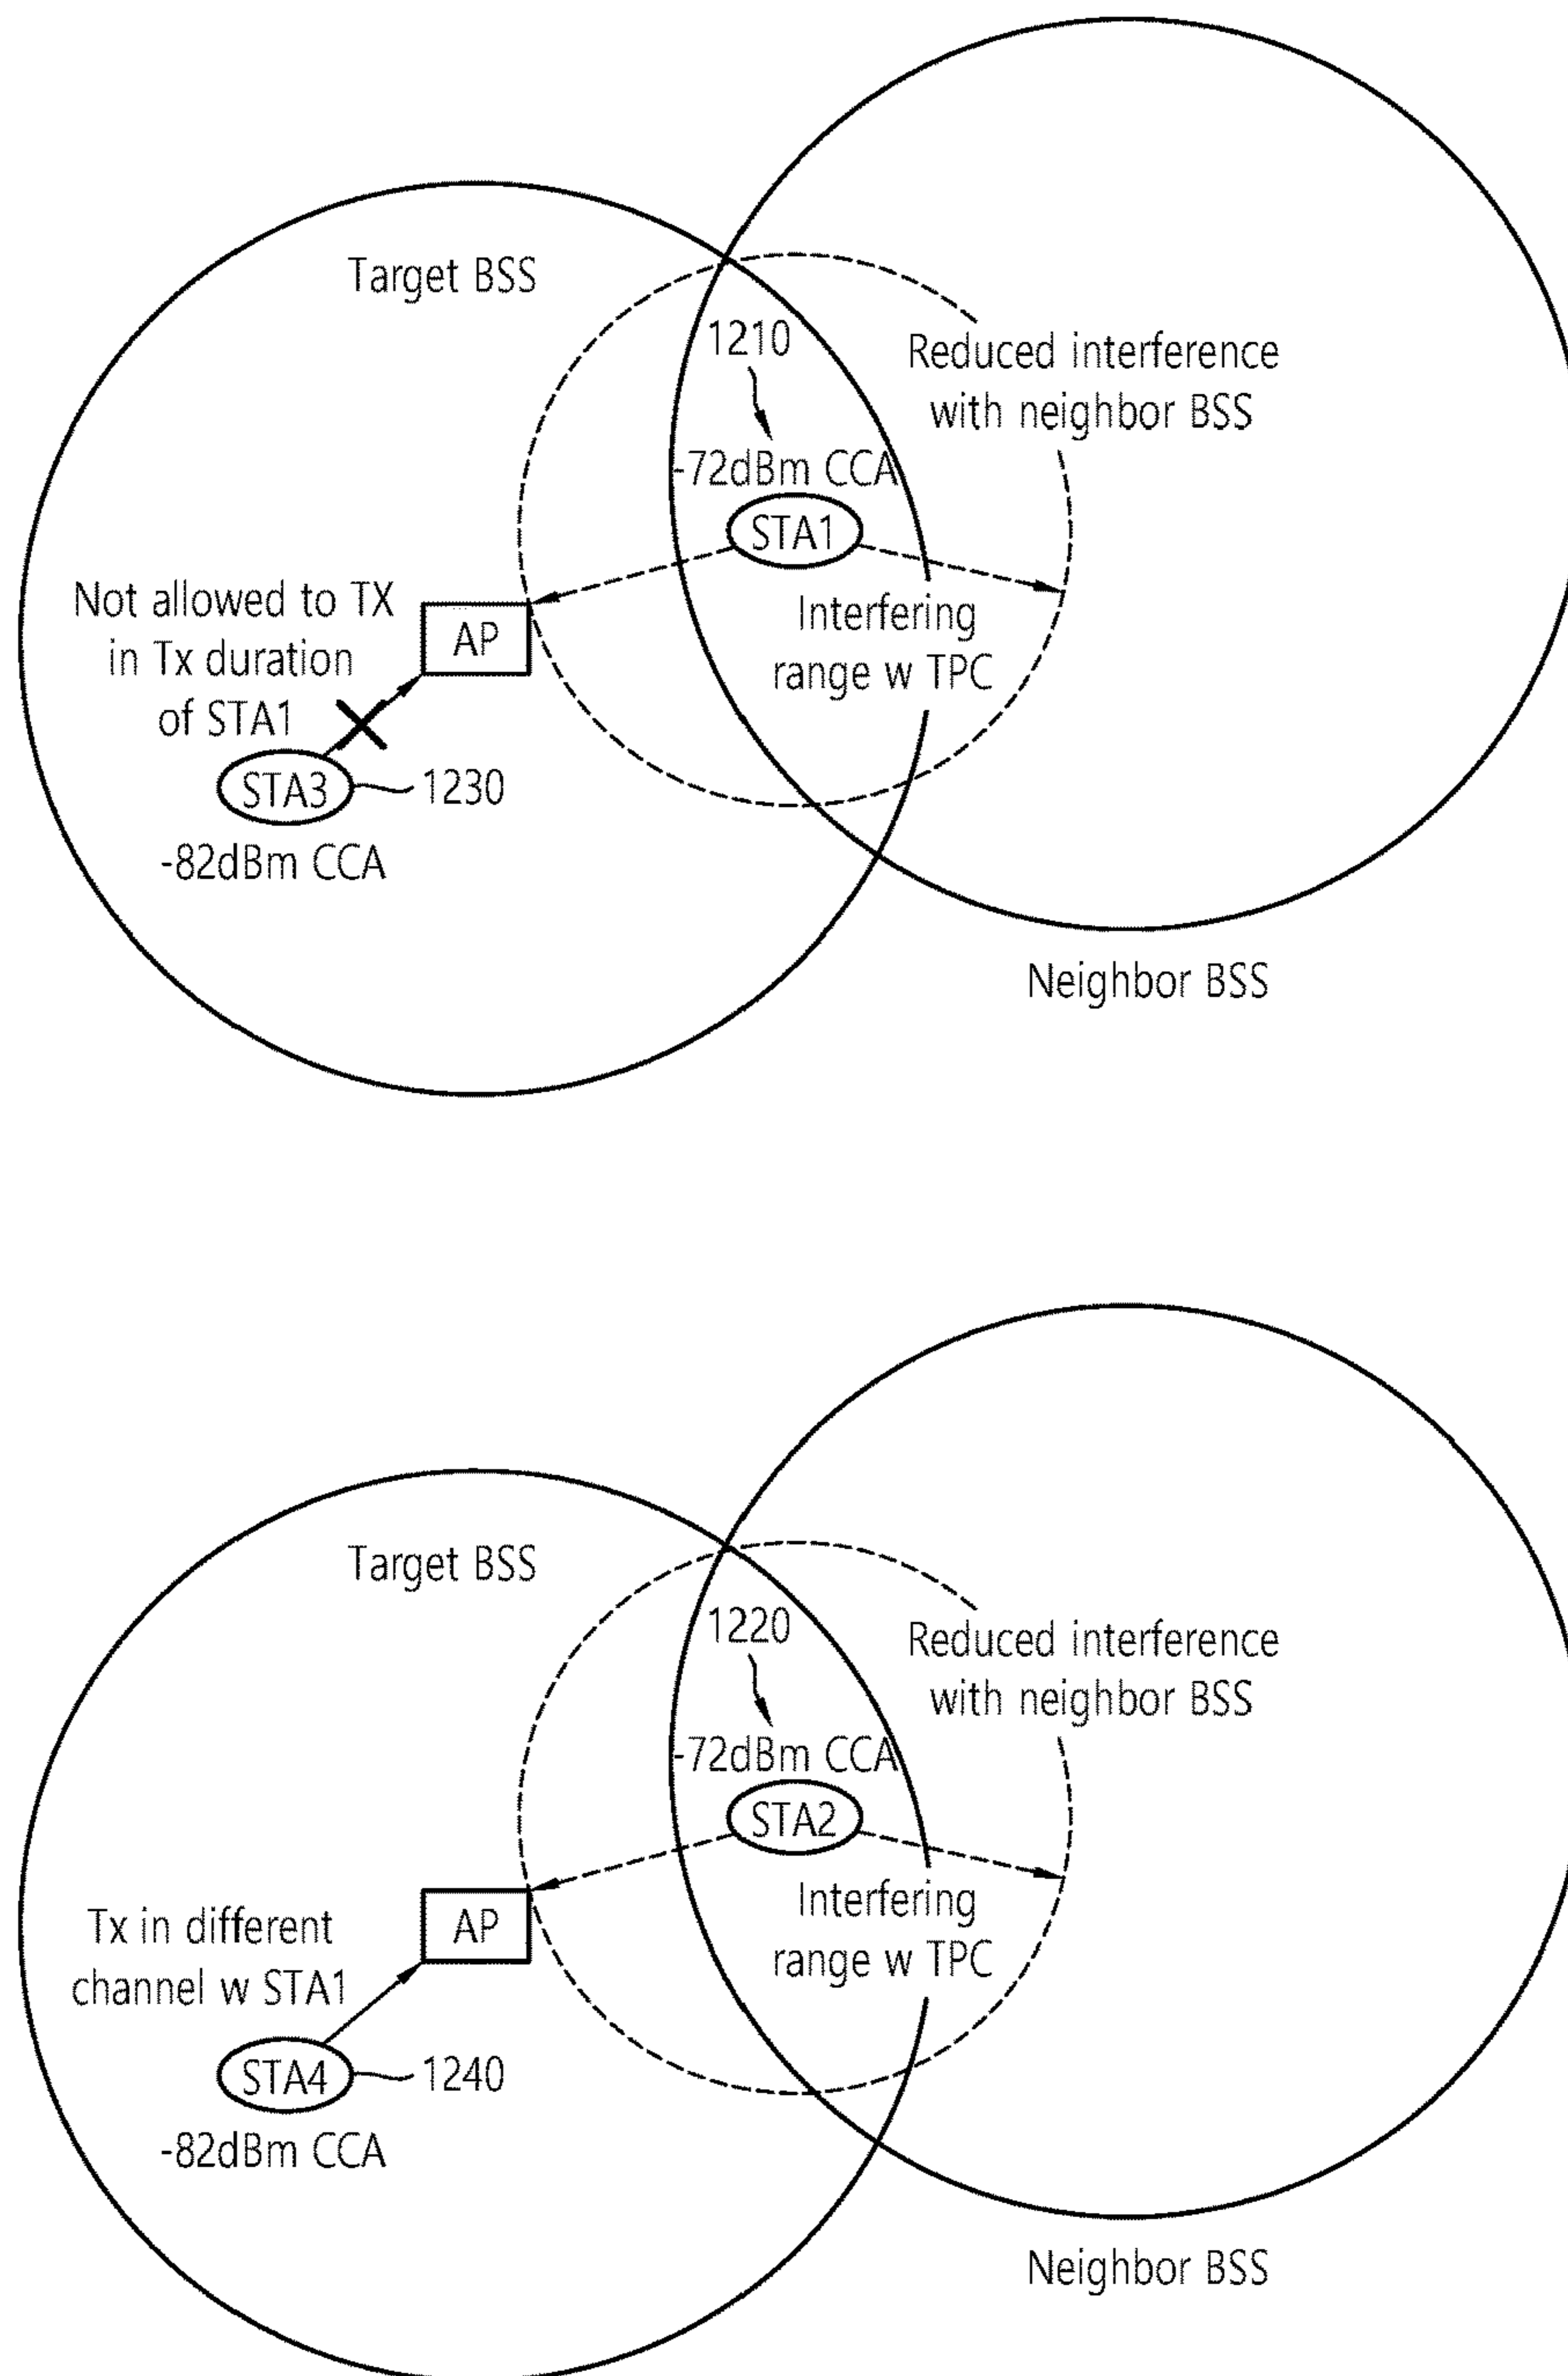 Target BSS
1210
Reduced interference
with neighbor BSS
-72dBm CCA
STA1
Not allowed to TX
in Tx duration
of STA1
AP
Interfering
range w TPC
STA3
1230
-82dBm CCA
Neighbor BSS
Target BSS
1220
Reduced interference
with neighbor BSS
-72dBm CCA
STA2
Tx in different
channel w STA1
AP
Interfering
range w TPC
STA4
1240
-82dBm CCA
Neighbor BSS